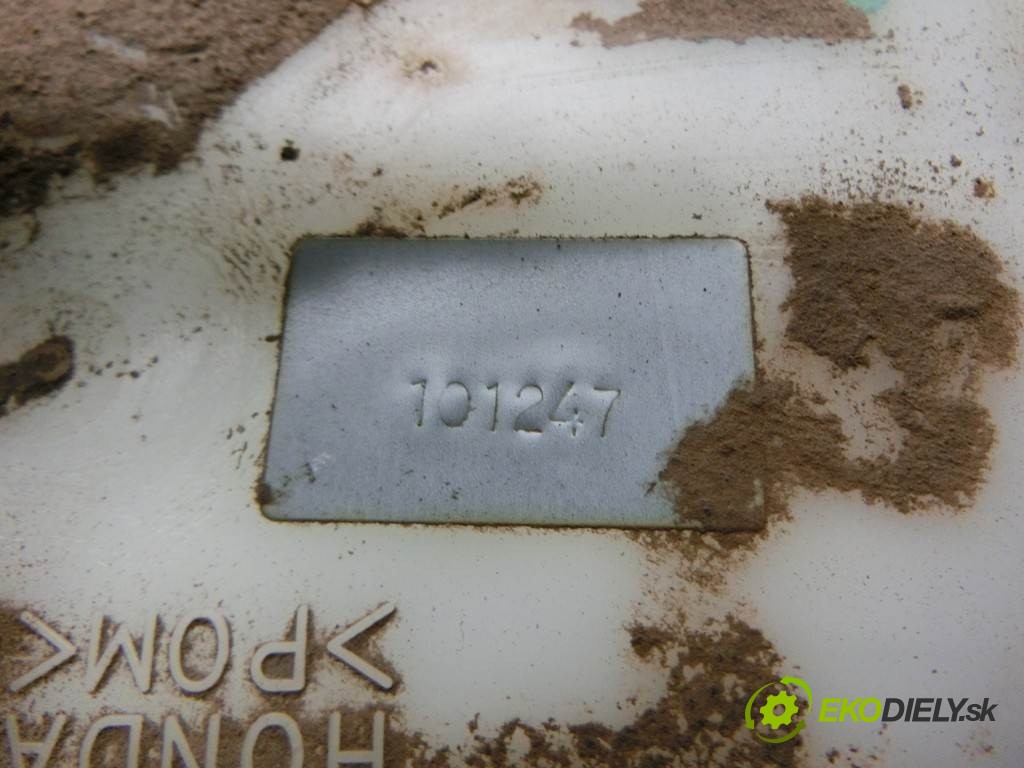 101247
>POM<
HONDA
EKODIELY.sk